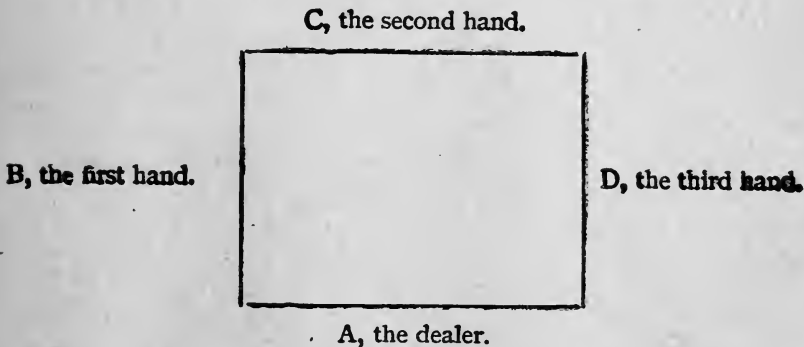 C, the second hand.
B, the first hand.
D, the third hand.
A, the dealer.